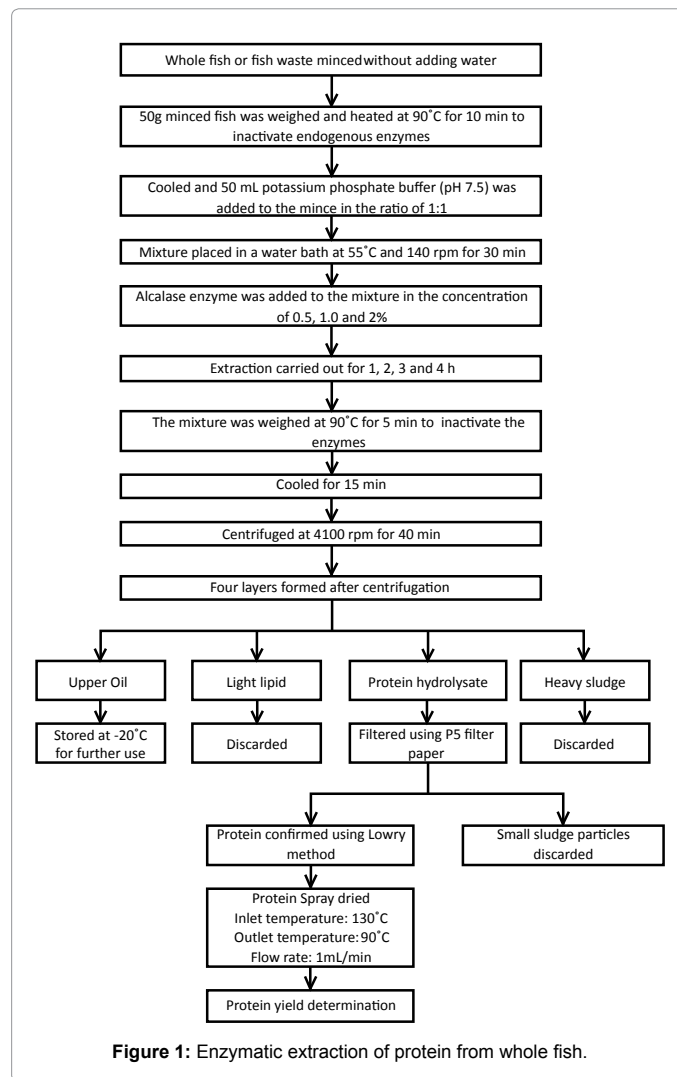 Whole fish or fish waste minced without adding water
50g minced fish was weighed and heated at 90˚C for 10 min to
inactivate endogenous enzymes
Cooled and 50 mL potassium phosphate buffer (pH 7.5) was
added to the mince in the ratio of 1:1
Mixture placed in a water bath at 55˚C and 140 rpm for 30 min
Alcalase enzyme was added to the mixture in the concentration
of 0.5, 1.0 and 2%
Extraction carried out for 1, 2, 3 and 4 h
The mixture was weighed at 90˚C for 5 min to inactivate the
enzymes
Cooled for 15 min
Centrifuged at 4100 rpm for 40 min
Four layers formed after centrifugation
Upper Oil
Light lipid
Protein hydrolysate
Heavy sludge
Stored at -20˚C
for further use
Discarded
Filtered using P5 filter
paper
Discarded
Protein confirmed using Lowry
method
Small sludge particles
discarded
Protein Spray dried
Inlet temperature: 130˚C
Outlet temperature: 90˚C
Flow rate: 1mL/min
Protein yield determination
Figure 1: Enzymatic extraction of protein from whole fish.